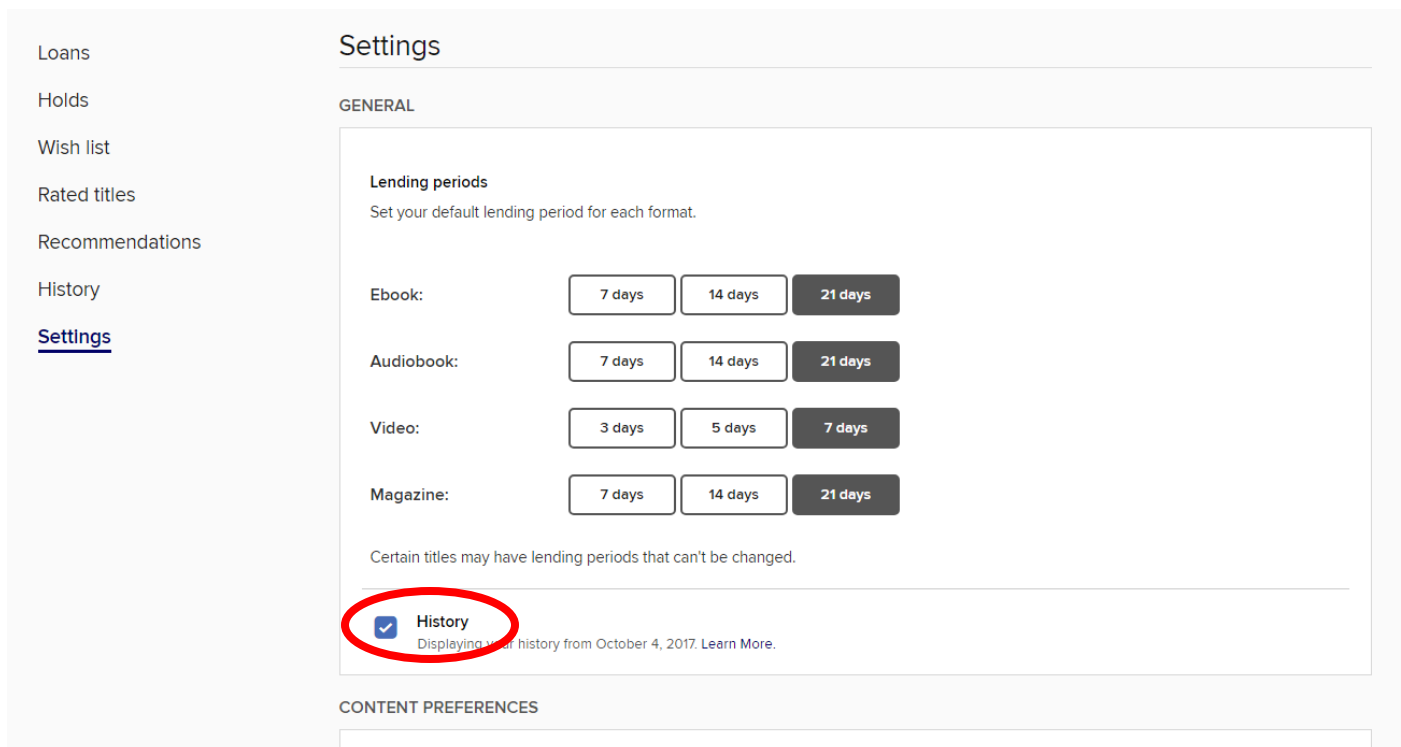 Loans
Holds
Wish list
Rated titles
Recommendations
History
Settings
Settings
GENERAL
Lending periods
Set your default lending period for each format.
Ebook: 7 days 14 days 21 days
Audiobook: 7 days 14 days 21 days
Video: 3 days 5 days 7 days
Magazine: 7 days 14 days 21 days
Certain titles may have lending periods that can't be changed.
History
Displaying your history from October 4, 2017. Learn More.
CONTENT PREFERENCES